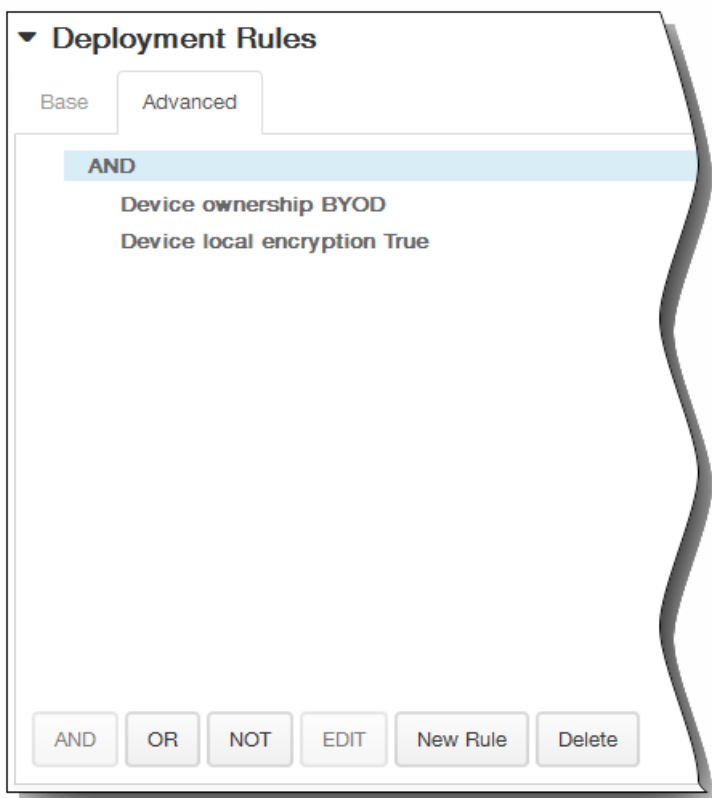 Deployment Rules
Base Advanced
AND
Device ownership BYOD
Device local encryption True
AND OR NOT EDIT New Rule Delete